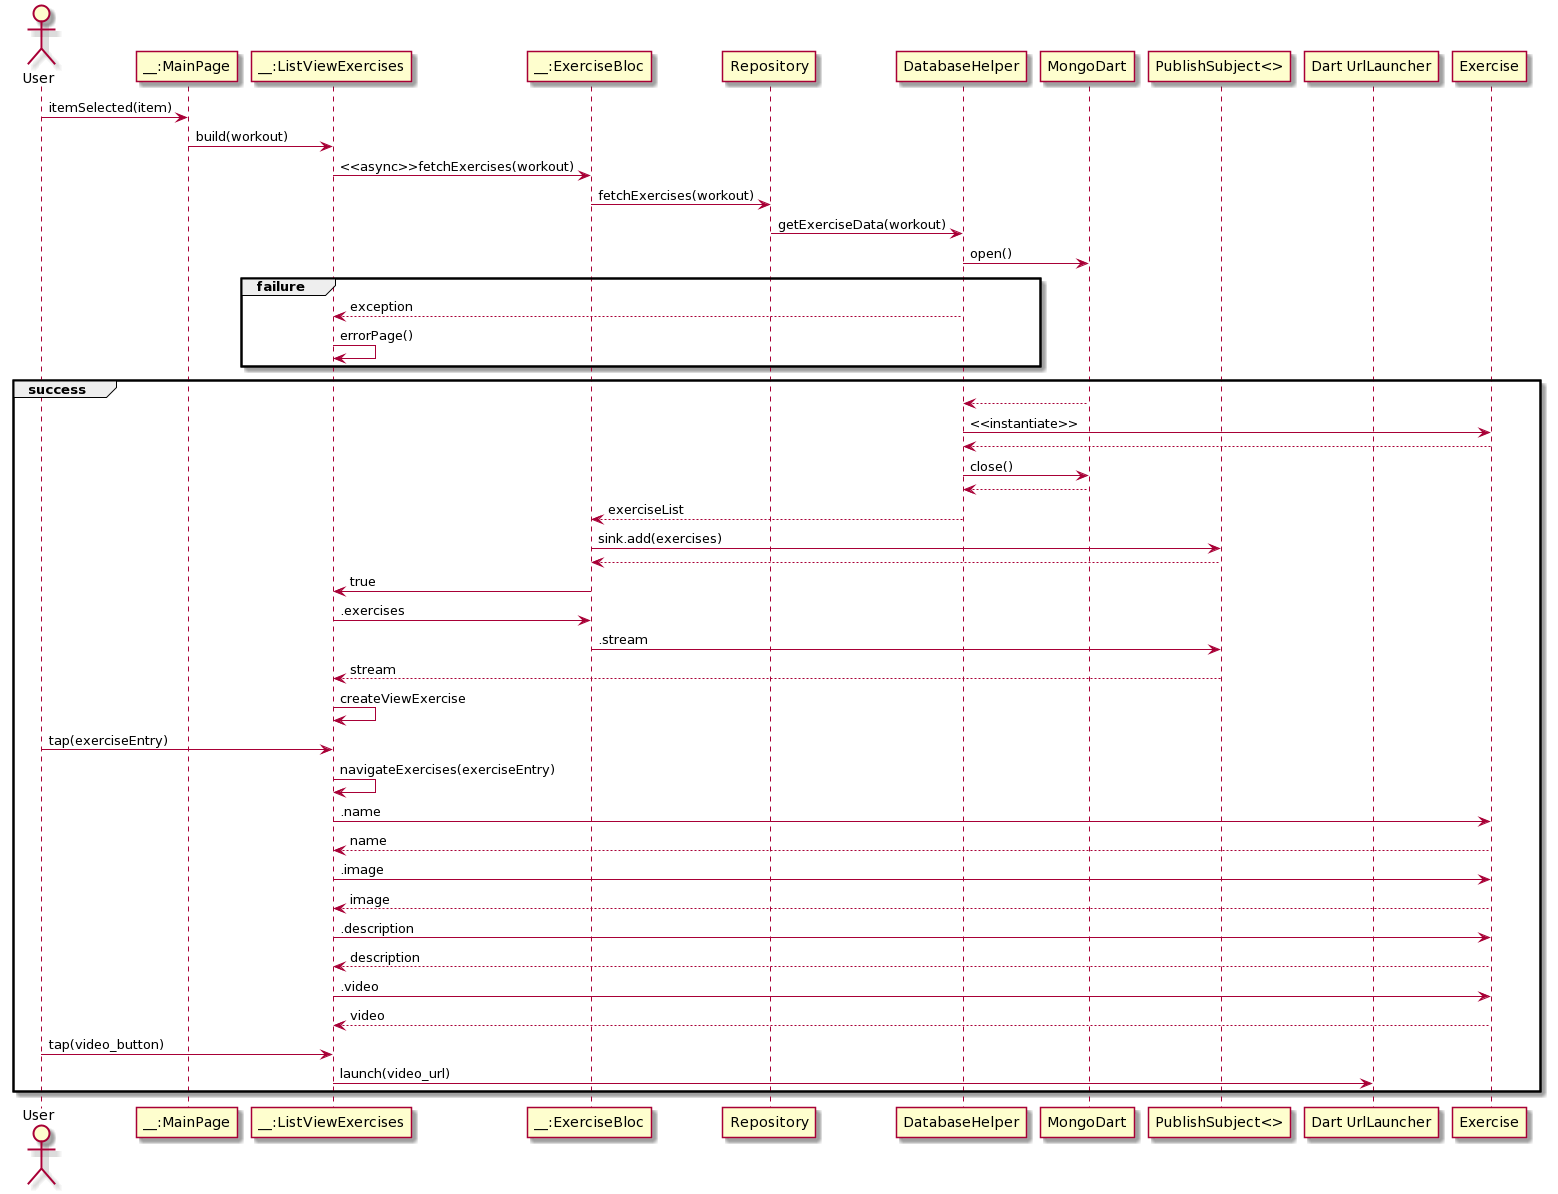 User
__:MainPage
__:ListViewExercises
__:ExerciseBloc
Repository
DatabaseHelper
MongoDart
PublishSubject<>
Dart UrlLauncher
Exercise
itemSelected(item)
build(workout)
<<async>>fetchExercises(workout)
fetchExercises(workout)
getExerciseData(workout)
open()
failure
exception
errorPage()
success
<<instantiate>>
close()
exerciseList
sink.add(exercises)
true
.exercises
.stream
stream
createViewExercise
tap(exerciseEntry)
navigateExercises(exerciseEntry)
.name
name
.image
image
.description
description
.video
video
tap(video_button)
launch(video_url)
User
__:MainPage
__:ListViewExercises
__:ExerciseBloc
Repository
DatabaseHelper
MongoDart
PublishSubject<>
Dart UrlLauncher
Exercise